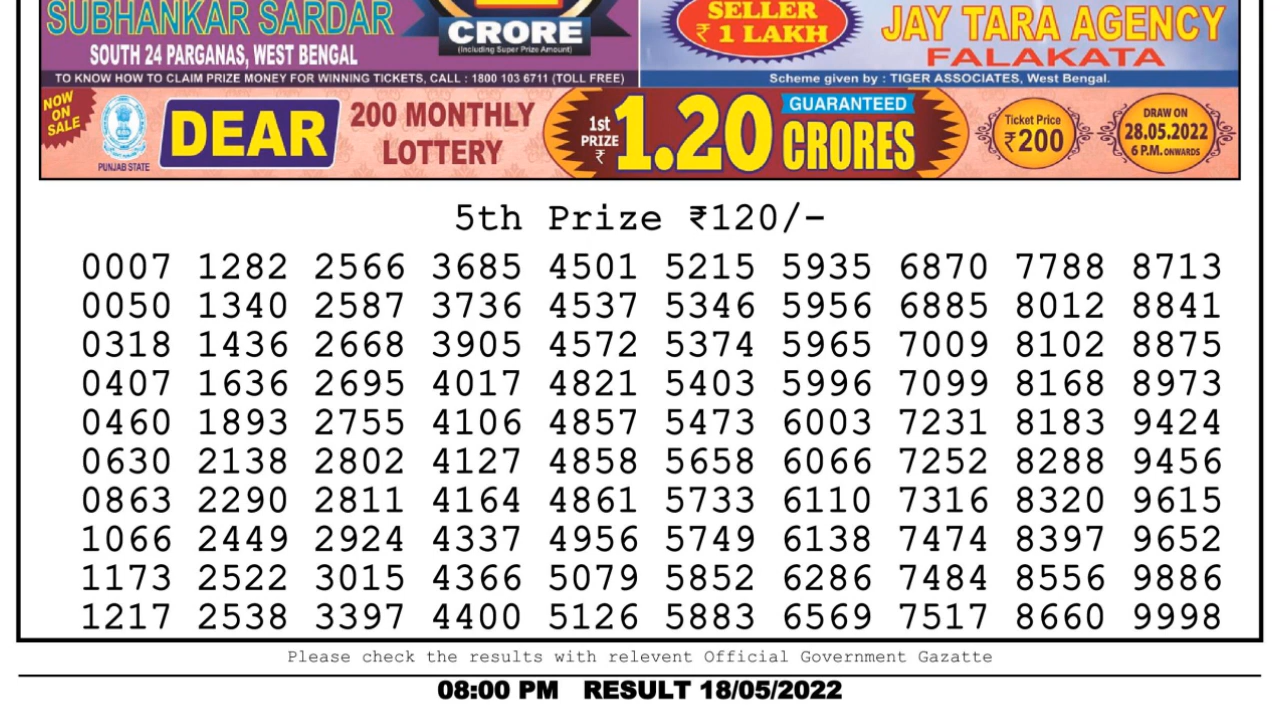 SUBHANKAR SARDAR
SOUTH 24 PARGANAS, WEST BENGAL
CRORE
(Including Super Prize Amount)
TO KNOW HOW TO CLAIM PRIZE MONEY FOR WINNING TICKETS, CALL : 1800 103 6711 (TOLL FREE)
SELLER
₹ 1 LAKH
JAY TARA AGENCY
FALAKATA
Scheme given by : TIGER ASSOCIATES, West Bengal.
NOW
ON
SALE
PUNJAB STATE
DEAR
200 MONTHLY
LOTTERY
1st
PRIZE
₹
1.20
GUARANTEED
CRORES
Ticket Price
₹200
DRAW ON
28.05.2022
6 P.M. ONWARDS
5th Prize ₹120/-
0007 1282 2566 3685 4501 5215 5935 6870 7788 8713
0050 1340 2587 3736 4537 5346 5956 6885 8012 8841
0318 1436 2668 3905 4572 5374 5965 7009 8102 8875
0407 1636 2695 4017 4821 5403 5996 7099 8168 8973
0460 1893 2755 4106 4857 5473 6003 7231 8183 9424
0630 2138 2802 4127 4858 5658 6066 7252 8288 9456
0863 2290 2811 4164 4861 5733 6110 7316 8320 9615
1066 2449 2924 4337 4956 5749 6138 7474 8397 9652
1173 2522 3015 4366 5079 5852 6286 7484 8556 9886
1217 2538 3397 4400 5126 5883 6569 7517 8660 9998
Please check the results with relevent Official Government Gazatte
08:00 PM RESULT 18/05/2022